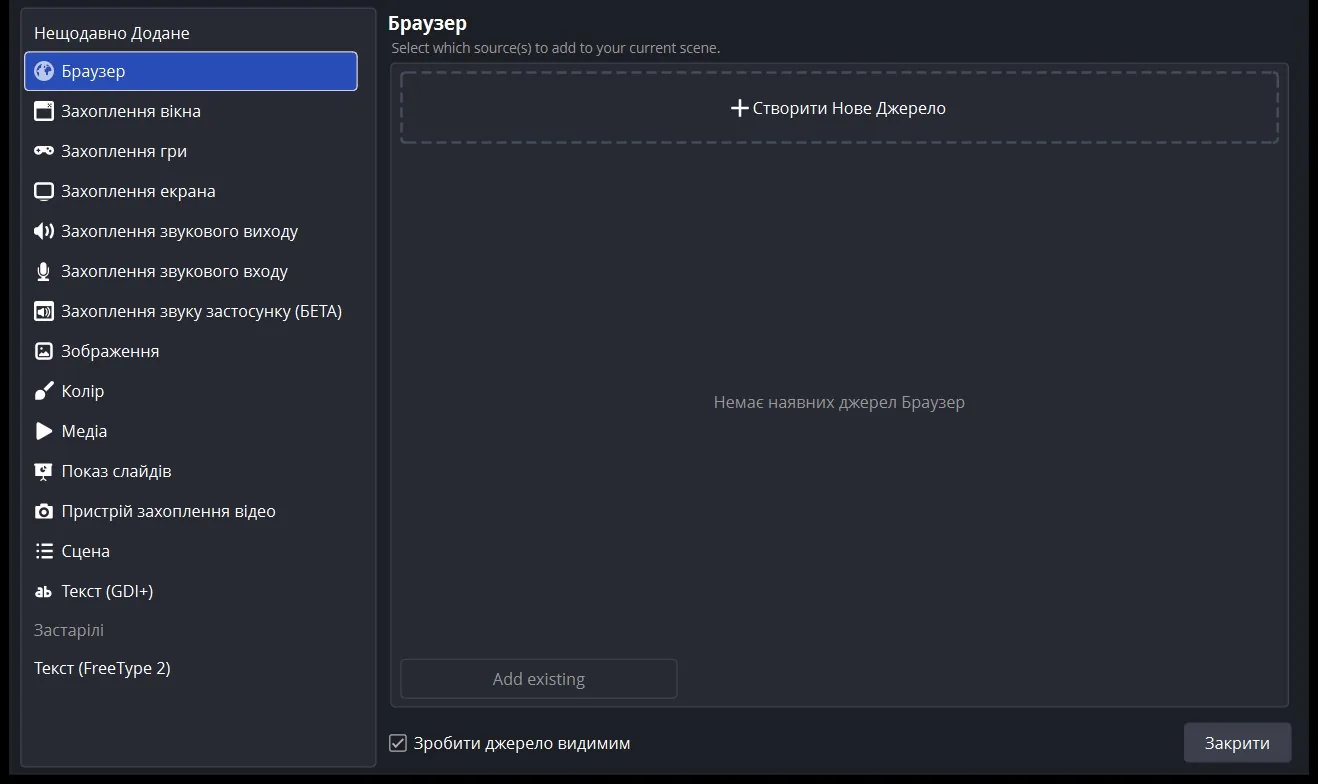 Нещодавно Додане
Браузер
Захоплення вікна
Захоплення гри
Захоплення екрана
Захоплення звукового виходу
Захоплення звукового входу
Захоплення звуку застосунку (БЕТА)
Зображення
Колір
Медіа
Показ слайдів
Пристрій захоплення відео
Сцена
ab Текст (GDI+)
Застарілі
Текст (FreeType 2)
Браузер
Select which source(s) to add to your current scene.
Створити Нове Джерело
Немає наявних джерел Браузер
Add existing
Зробити джерело видимим
Закрити